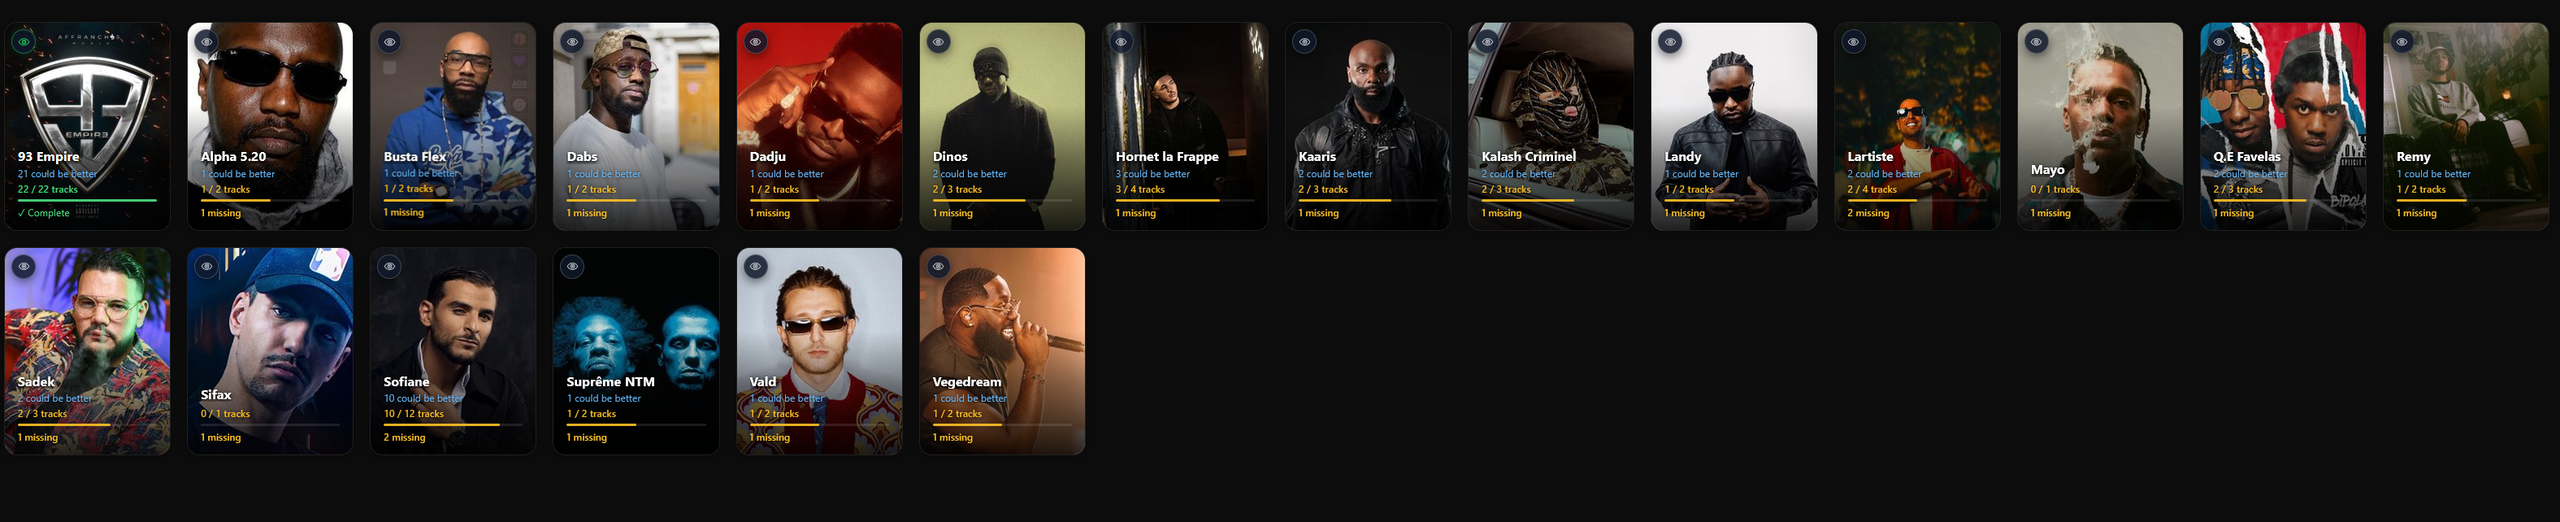 AFFRANCHIS
MUSIC
EMPIRE
93 Empire
21 could be better
22 / 22 tracks
✓ Complete
Alpha 5.20
1 could be better
1 / 2 tracks
1 missing
Busta Flex
1 could be better
1 / 2 tracks
1 missing
Dabs
1 could be better
1 / 2 tracks
1 missing
Dadju
1 could be better
1 / 2 tracks
1 missing
Dinos
2 could be better
2 / 3 tracks
1 missing
Hornet la Frappe
3 could be better
3 / 4 tracks
1 missing
Kaaris
2 could be better
2 / 3 tracks
1 missing
Kalash Criminel
2 could be better
2 / 3 tracks
1 missing
Landy
1 could be better
1 / 2 tracks
1 missing
Lartiste
2 could be better
2 / 4 tracks
2 missing
Mayo
0 / 1 tracks
1 missing
Q.E Favelas
2 could be better
2 / 3 tracks
1 missing
BIPOLA
Remy
1 could be better
1 / 2 tracks
1 missing
Sadek
2 could be better
2 / 3 tracks
1 missing
Sifax
0 / 1 tracks
1 missing
Sofiane
10 could be better
10 / 12 tracks
2 missing
Suprême NTM
1 could be better
1 / 2 tracks
1 missing
Vald
1 could be better
1 / 2 tracks
1 missing
Vegedream
1 could be better
1 / 2 tracks
1 missing